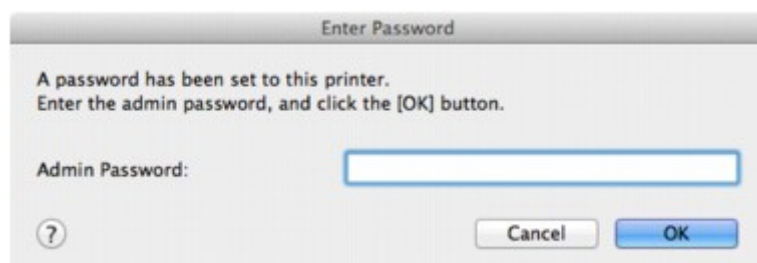 Enter Password
A password has been set to this printer.
Enter the admin password, and click the [OK] button.
Admin Password:
? Cancel OK